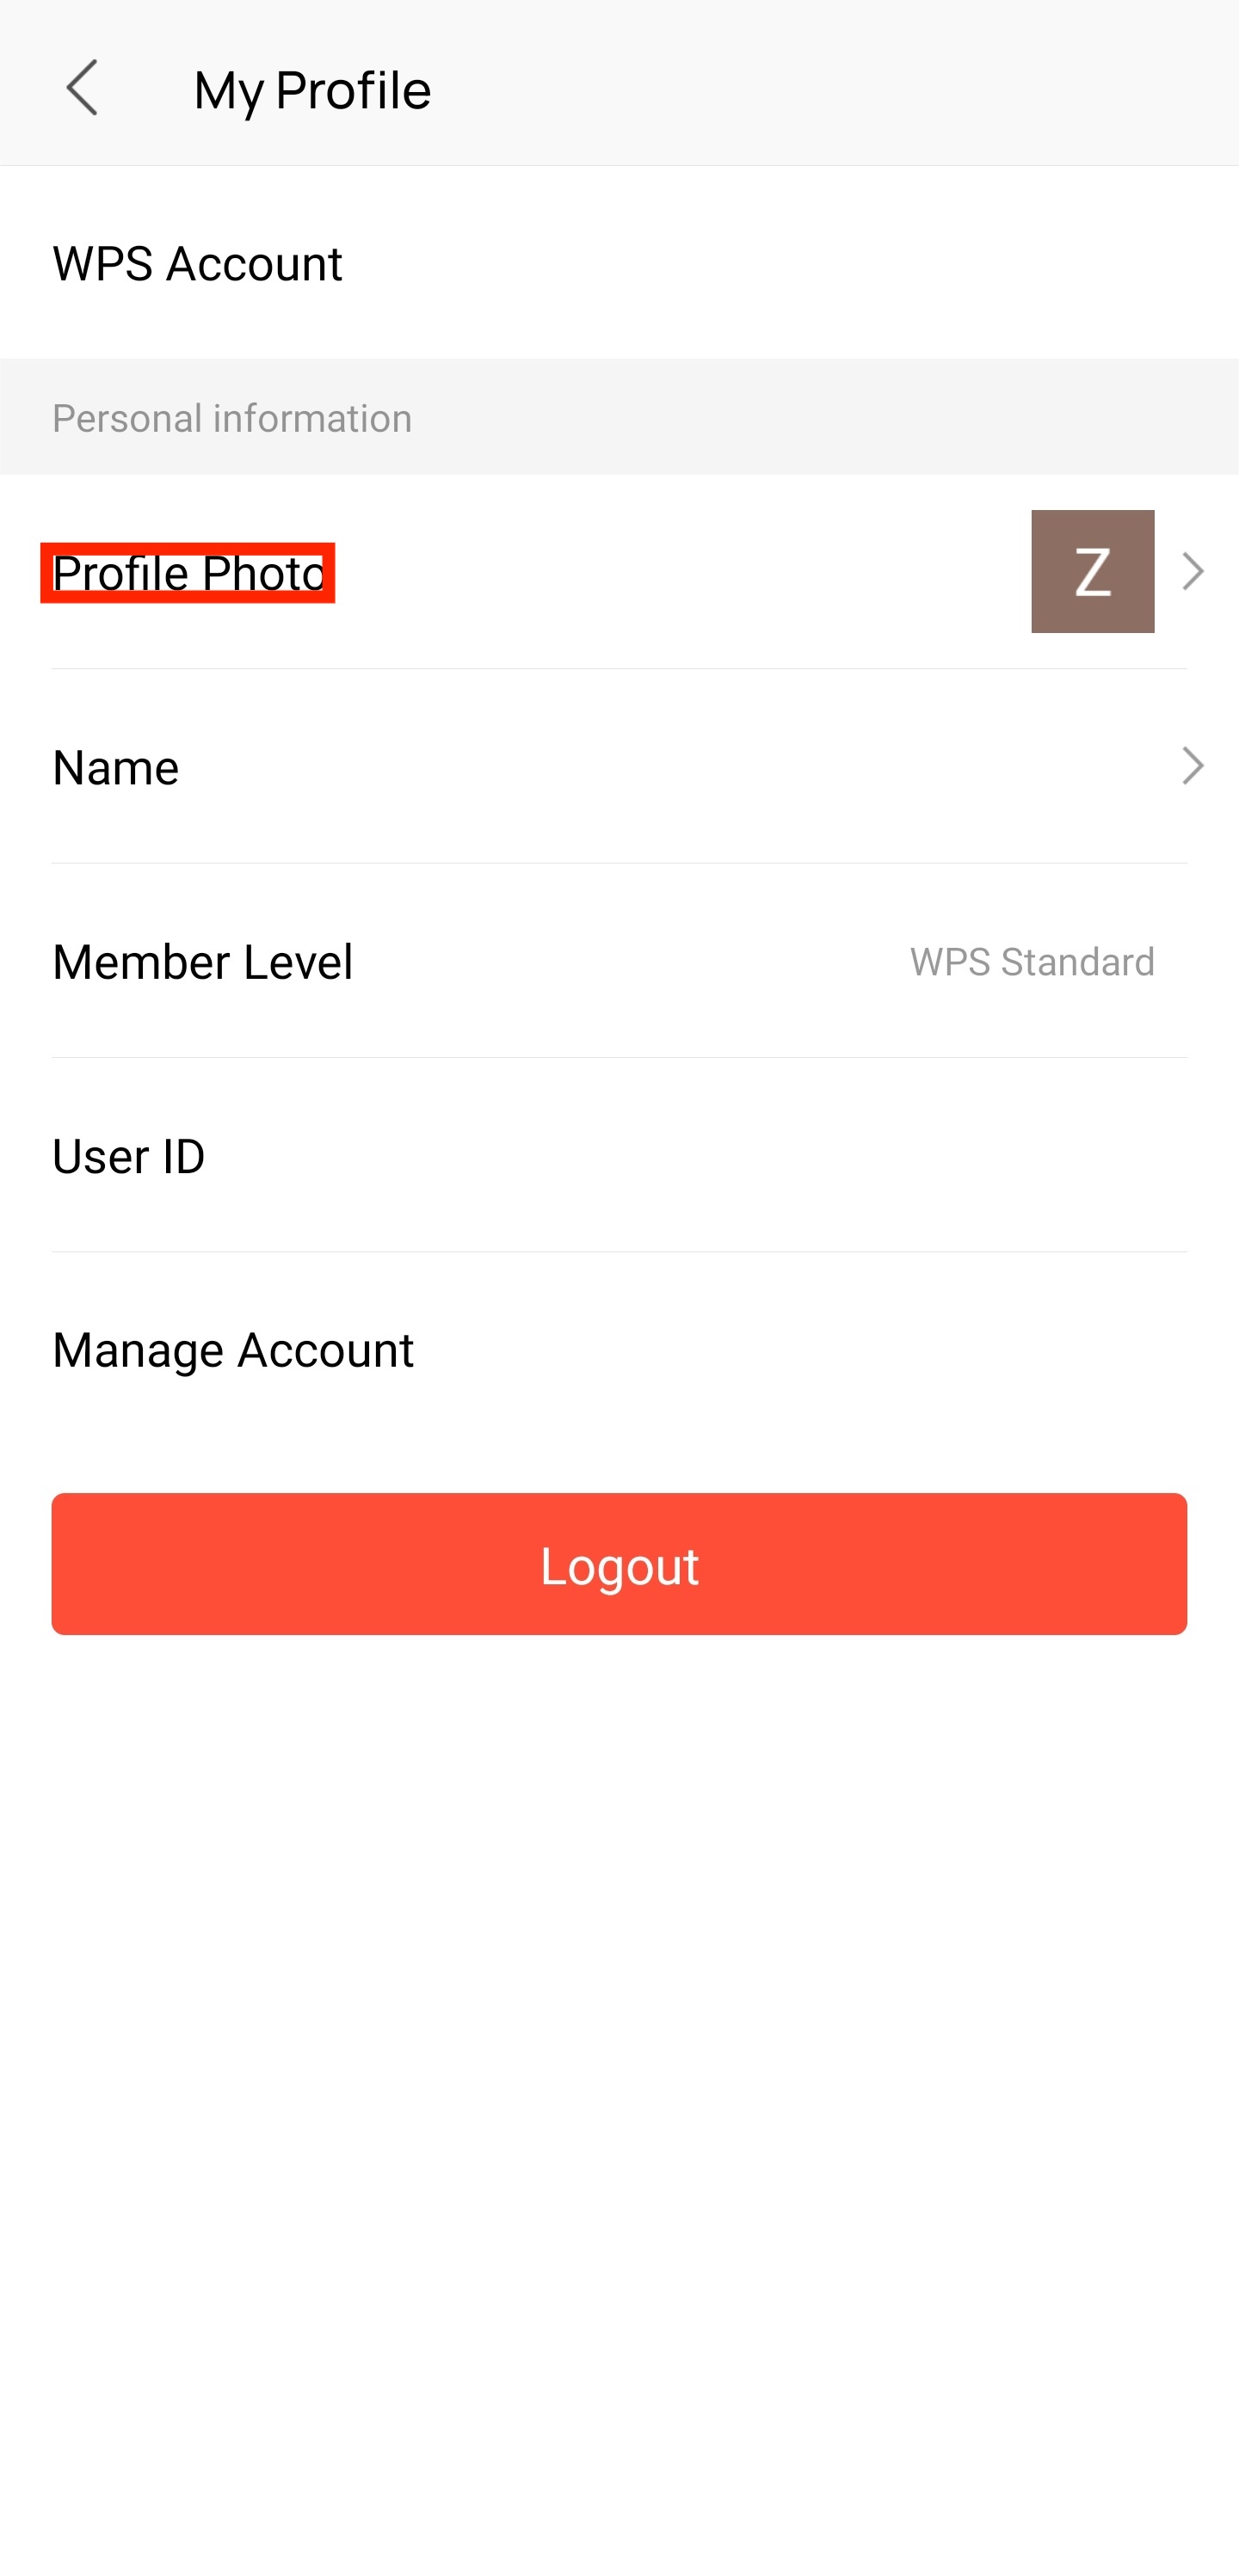 My Profile
WPS Account
Personal information
Profile Photo
Z
Name
Member Level
WPS Standard
User ID
Manage Account
Logout